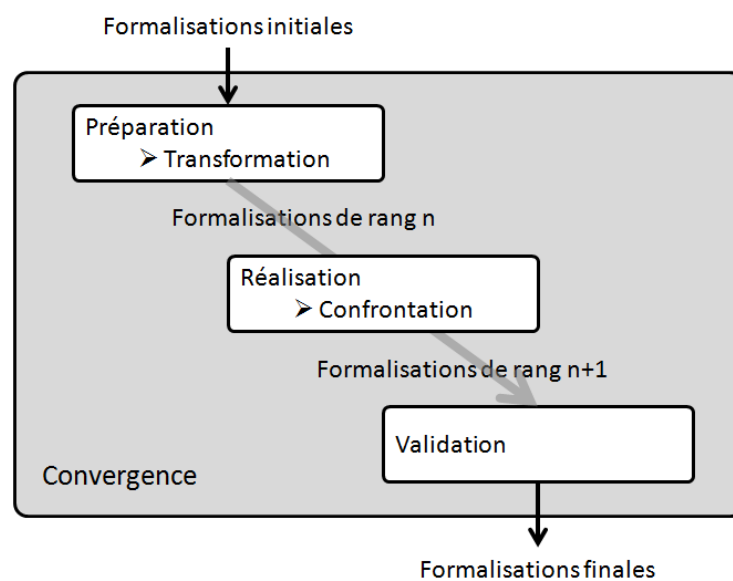 Formalisations initiales
Préparation
➢ Transformation
Formalisations de rang n
Réalisation
➢ Confrontation
Formalisations de rang n+1
Validation
Convergence
Formalisations finales